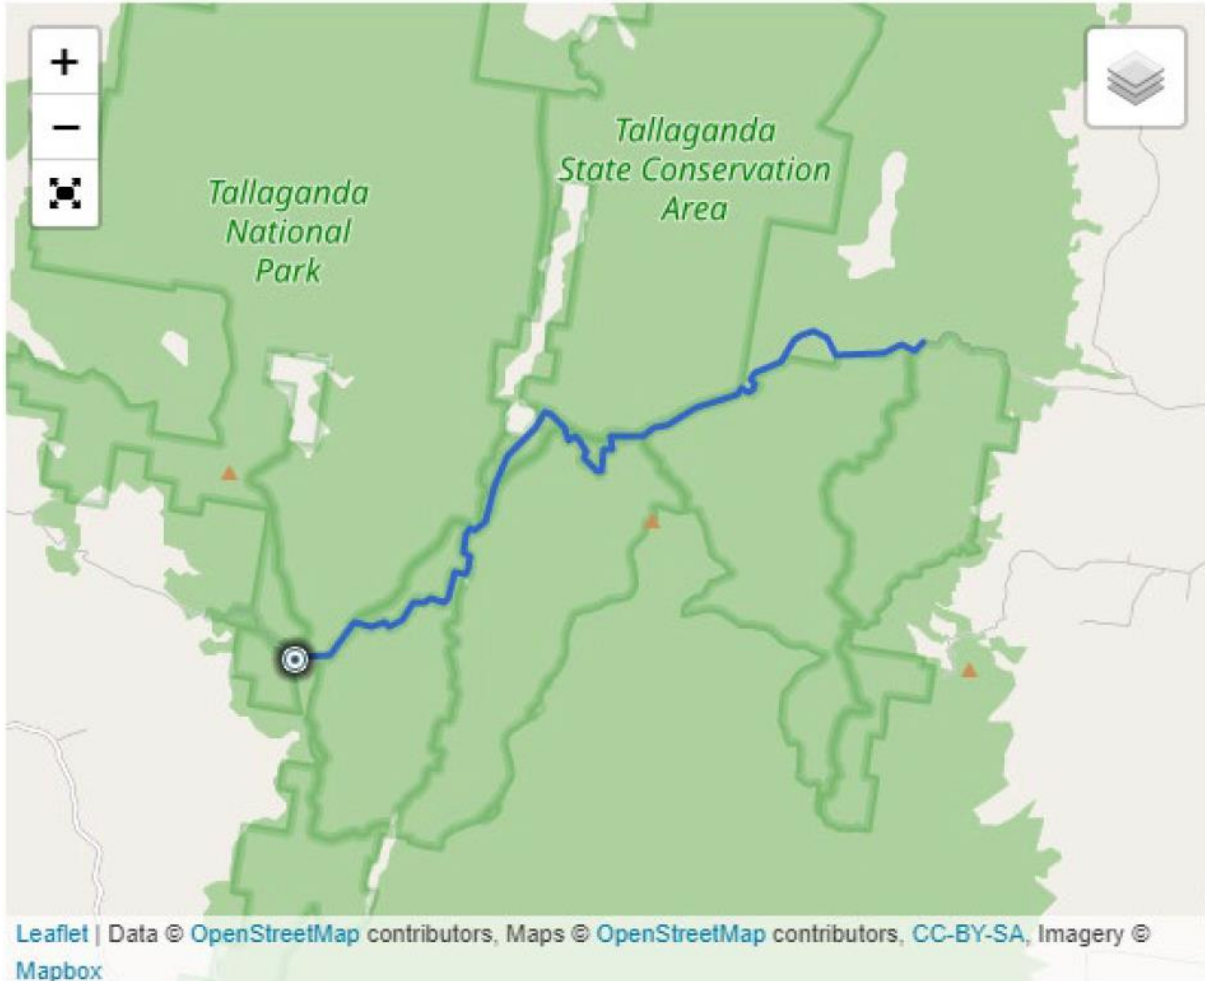 +
−
Tallaganda
State Conservation
Area
Tallaganda
National
Park
Leaflet | Data © OpenStreetMap contributors, Maps © OpenStreetMap contributors, CC-BY-SA, Imagery ©
Mapbox